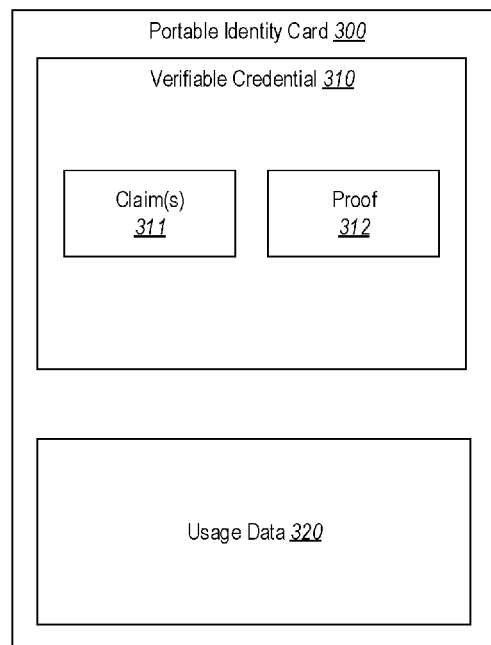 Portable Identity Card 300
Verifiable Credential 310
Claim(s)
311
Proof
312
Usage Data 320